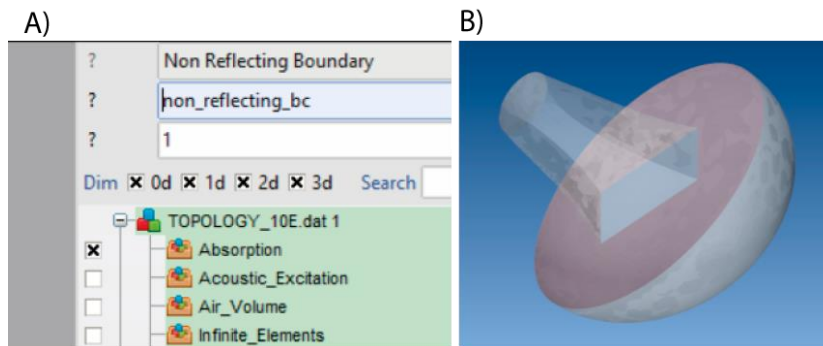 A)
B)
? Non Reflecting Boundary
? non_reflecting_bc
? 1
Dim 0d 1d 2d 3d Search
TOPOLOGY_10E.dat 1
Absorption
Acoustic_Excitation
Air_Volume
Infinite_Elements